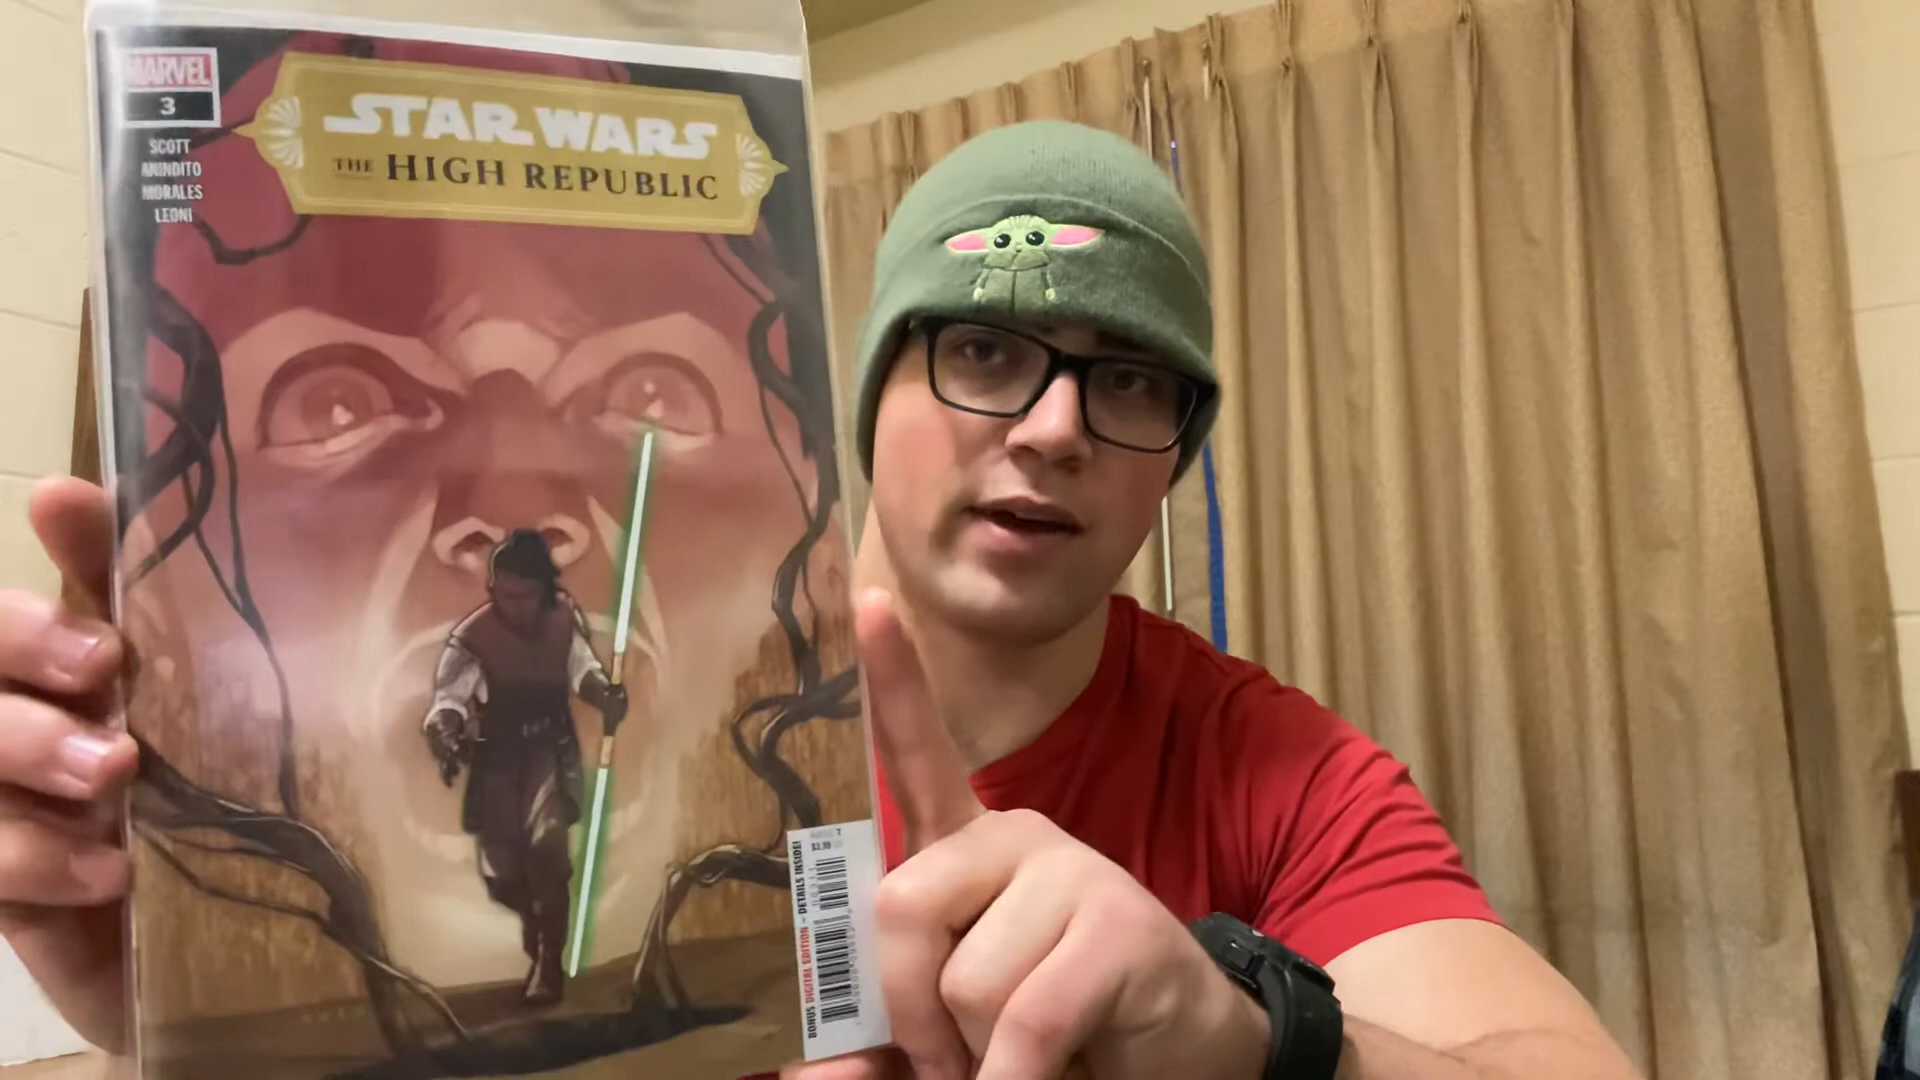 MARVEL
3
SCOTT
ANINDITO
MORALES
LEONI
STAR WARS
THE HIGH REPUBLIC
BONUS DIGITAL EDITION – DETAILS INSIDE!
$3.99